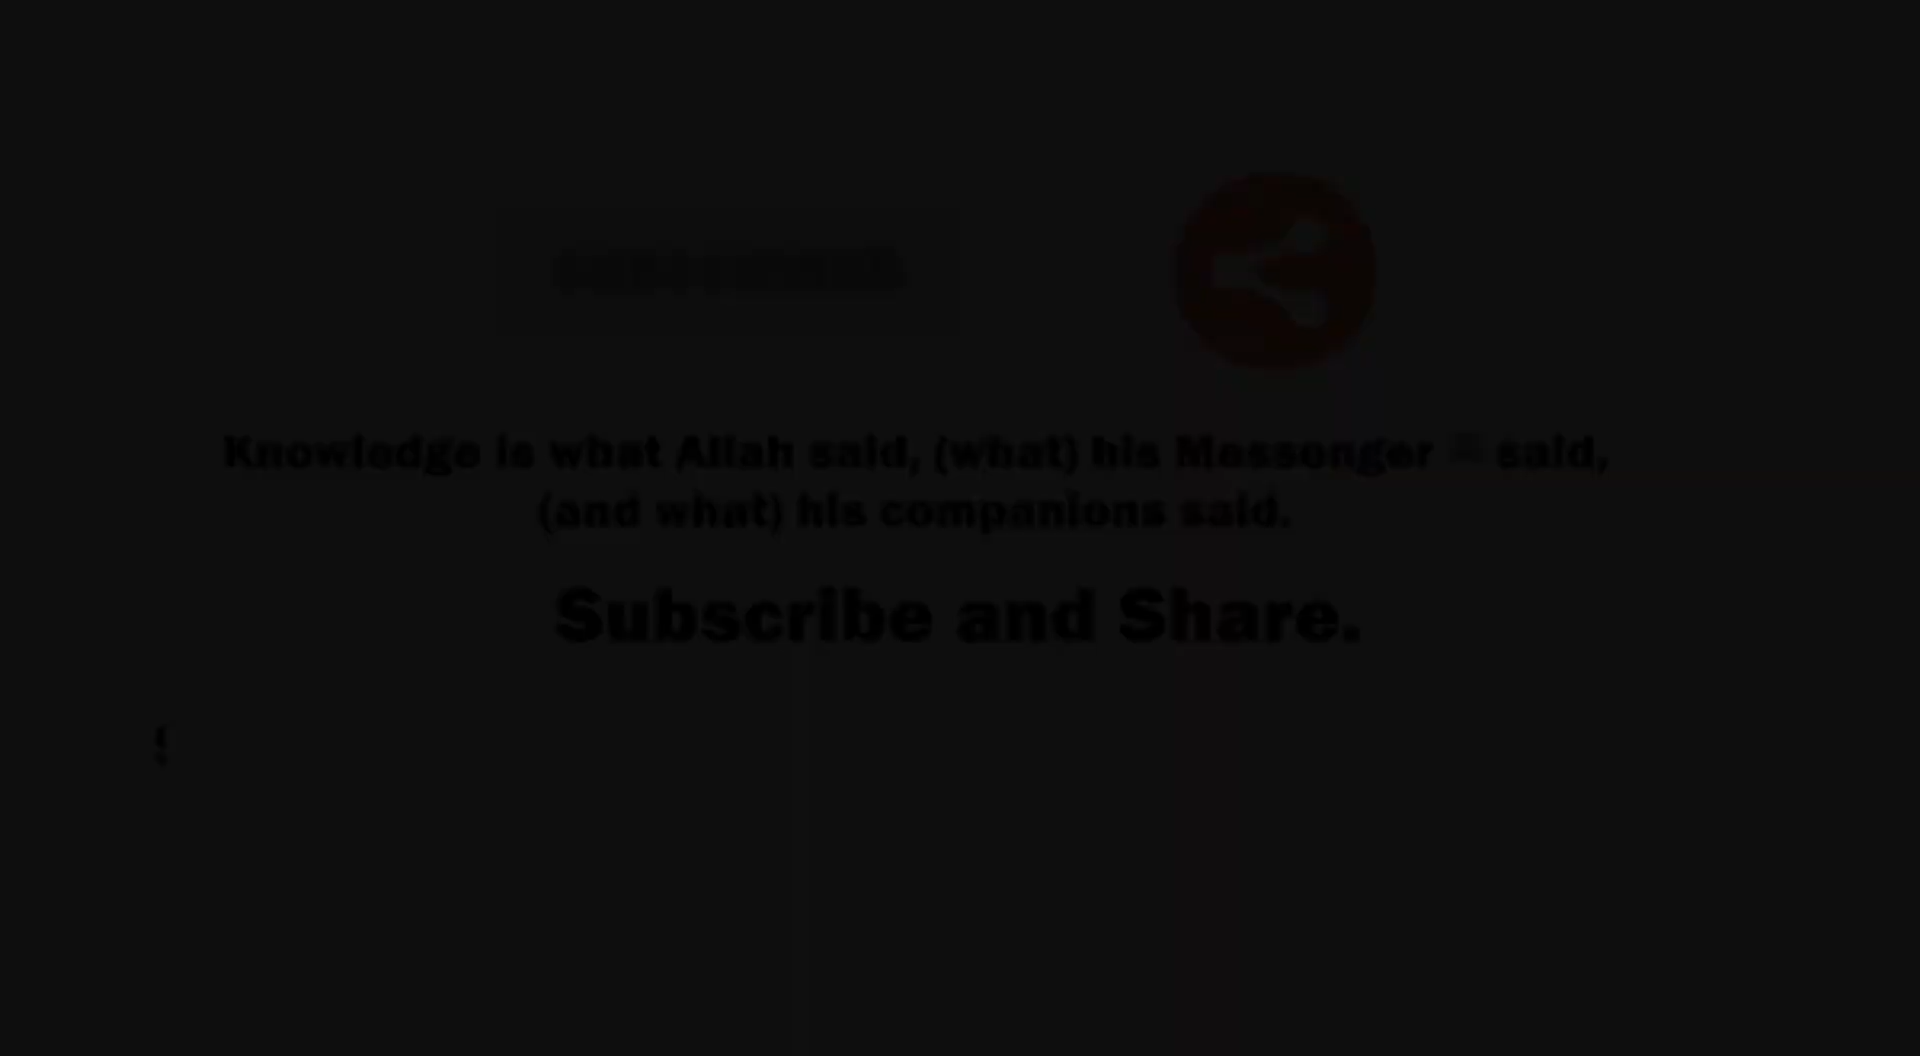 Knowledge is what Allah said, (what) his Messenger ﷺ said,
(and what) his companions said.
Subscribe and Share.